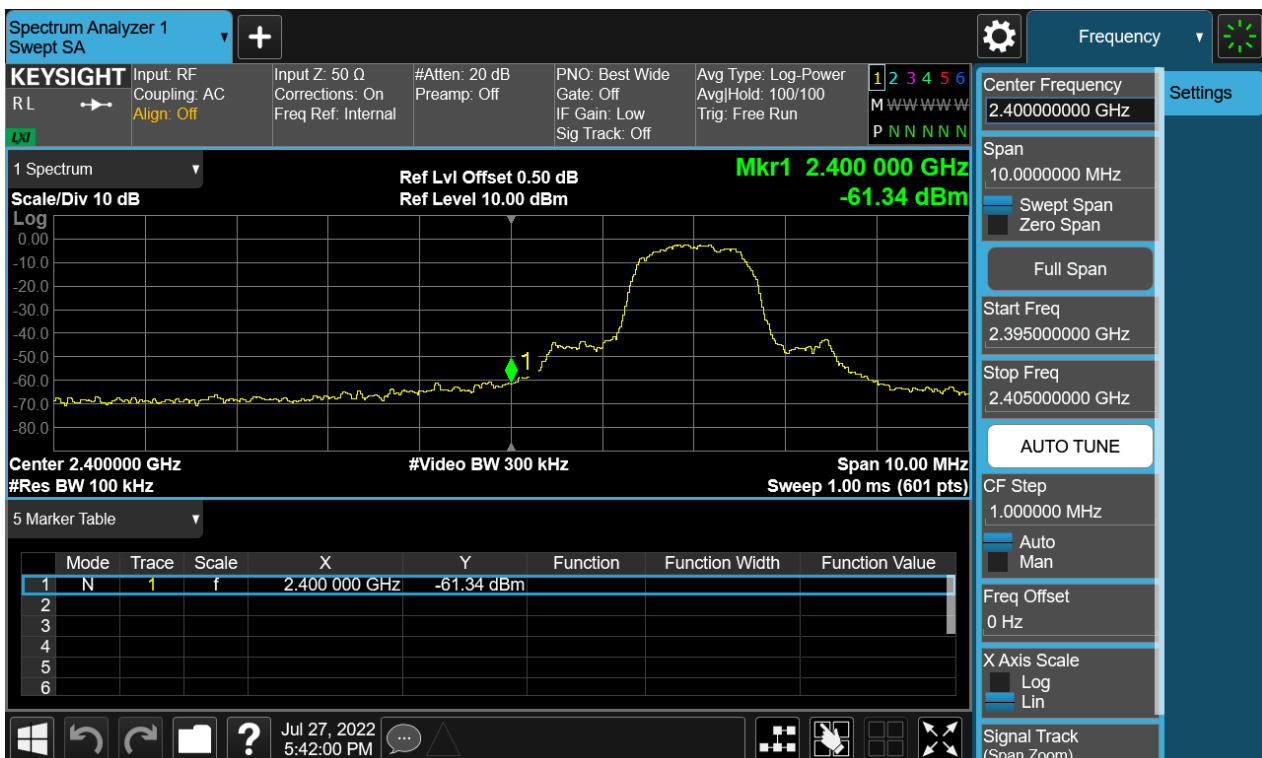 Spectrum Analyzer 1
Swept SA
+
Frequency
KEYSIGHT
R L
LXI
Input: RF
Coupling: AC
Align: Off
Input Z: 50 Ω
Corrections: On
Freq Ref: Internal
#Atten: 20 dB
Preamp: Off
PNO: Best Wide
Gate: Off
IF Gain: Low
Sig Track: Off
Avg Type: Log-Power
Avg|Hold: 100/100
Trig: Free Run
1 2 3 4 5 6
M W W W W W
P N N N N N
1 Spectrum
Scale/Div 10 dB
Ref Lvl Offset 0.50 dB
Ref Level 10.00 dBm
Mkr1 2.400 000 GHz
-61.34 dBm
Log
0.00
-10.0
-20.0
-30.0
-40.0
-50.0
-60.0
-70.0
-80.0
1
Center 2.400000 GHz
#Res BW 100 kHz
#Video BW 300 kHz
Span 10.00 MHz
Sweep 1.00 ms (601 pts)
5 Marker Table
Mode Trace Scale X Y Function Function Width Function Value
1 N 1 f 2.400 000 GHz -61.34 dBm
2
3
4
5
6
?
Jul 27, 2022
5:42:00 PM
Center Frequency
2.400000000 GHz
Span
10.0000000 MHz
Swept Span
Zero Span
Full Span
Start Freq
2.395000000 GHz
Stop Freq
2.405000000 GHz
AUTO TUNE
CF Step
1.000000 MHz
Auto
Man
Freq Offset
0 Hz
X Axis Scale
Log
Lin
Signal Track
(Span Zoom)
Settings